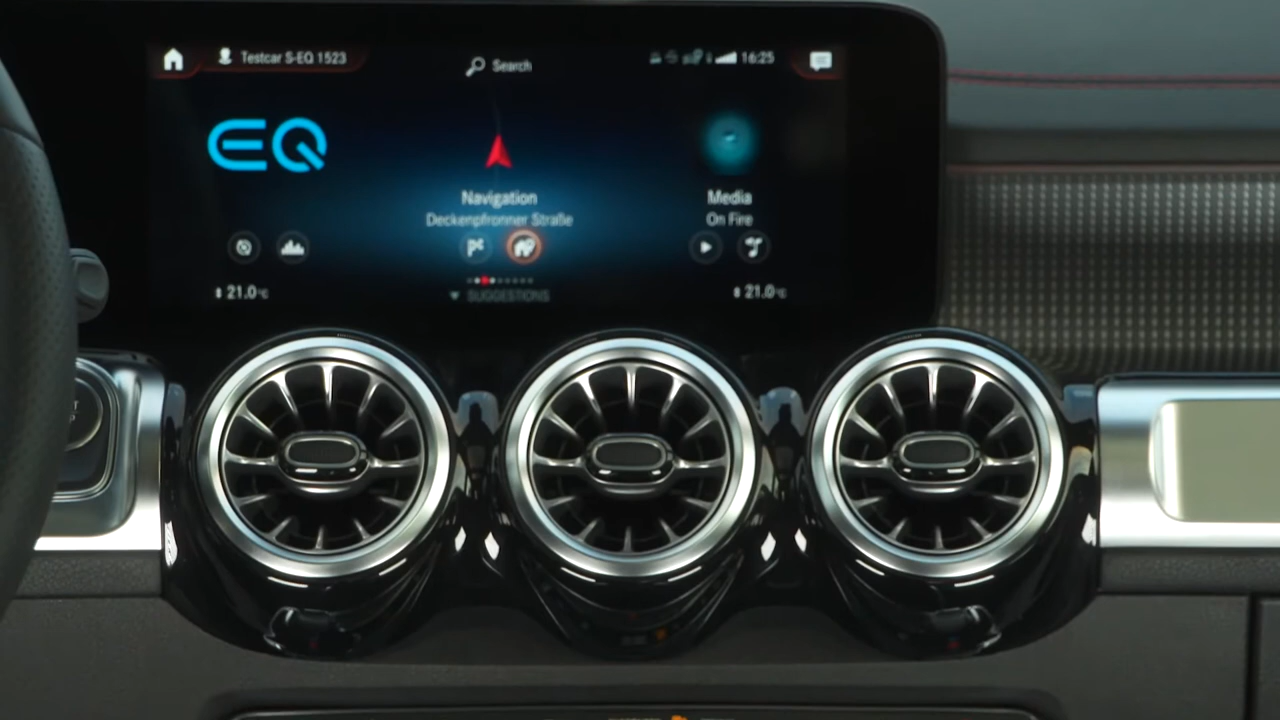 Testcar S-EQ 1523
Search
16:25
EQ
Navigation
Deckenpfronner Straße
Media
On Fire
21.0°C
21.0°C
SUGGESTIONS